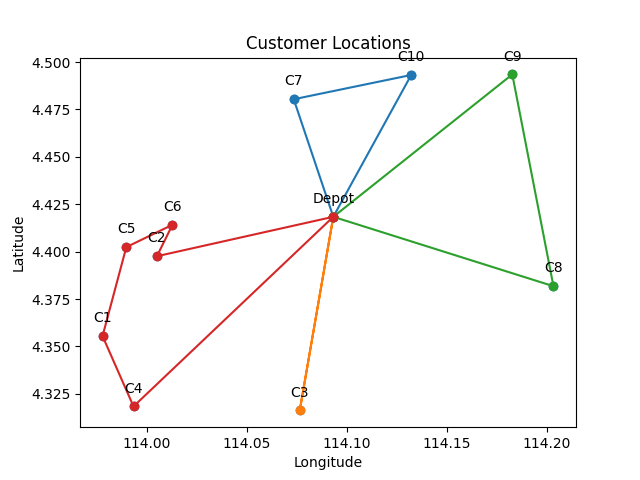 Customer Locations
4.500
4.475
4.450
4.425
4.400
4.375
4.350
4.325
Latitude
C10
C9
C7
Depot
C6
C5
C2
C8
C1
C4
C3
114.00
114.05
114.10
114.15
114.20
Longitude